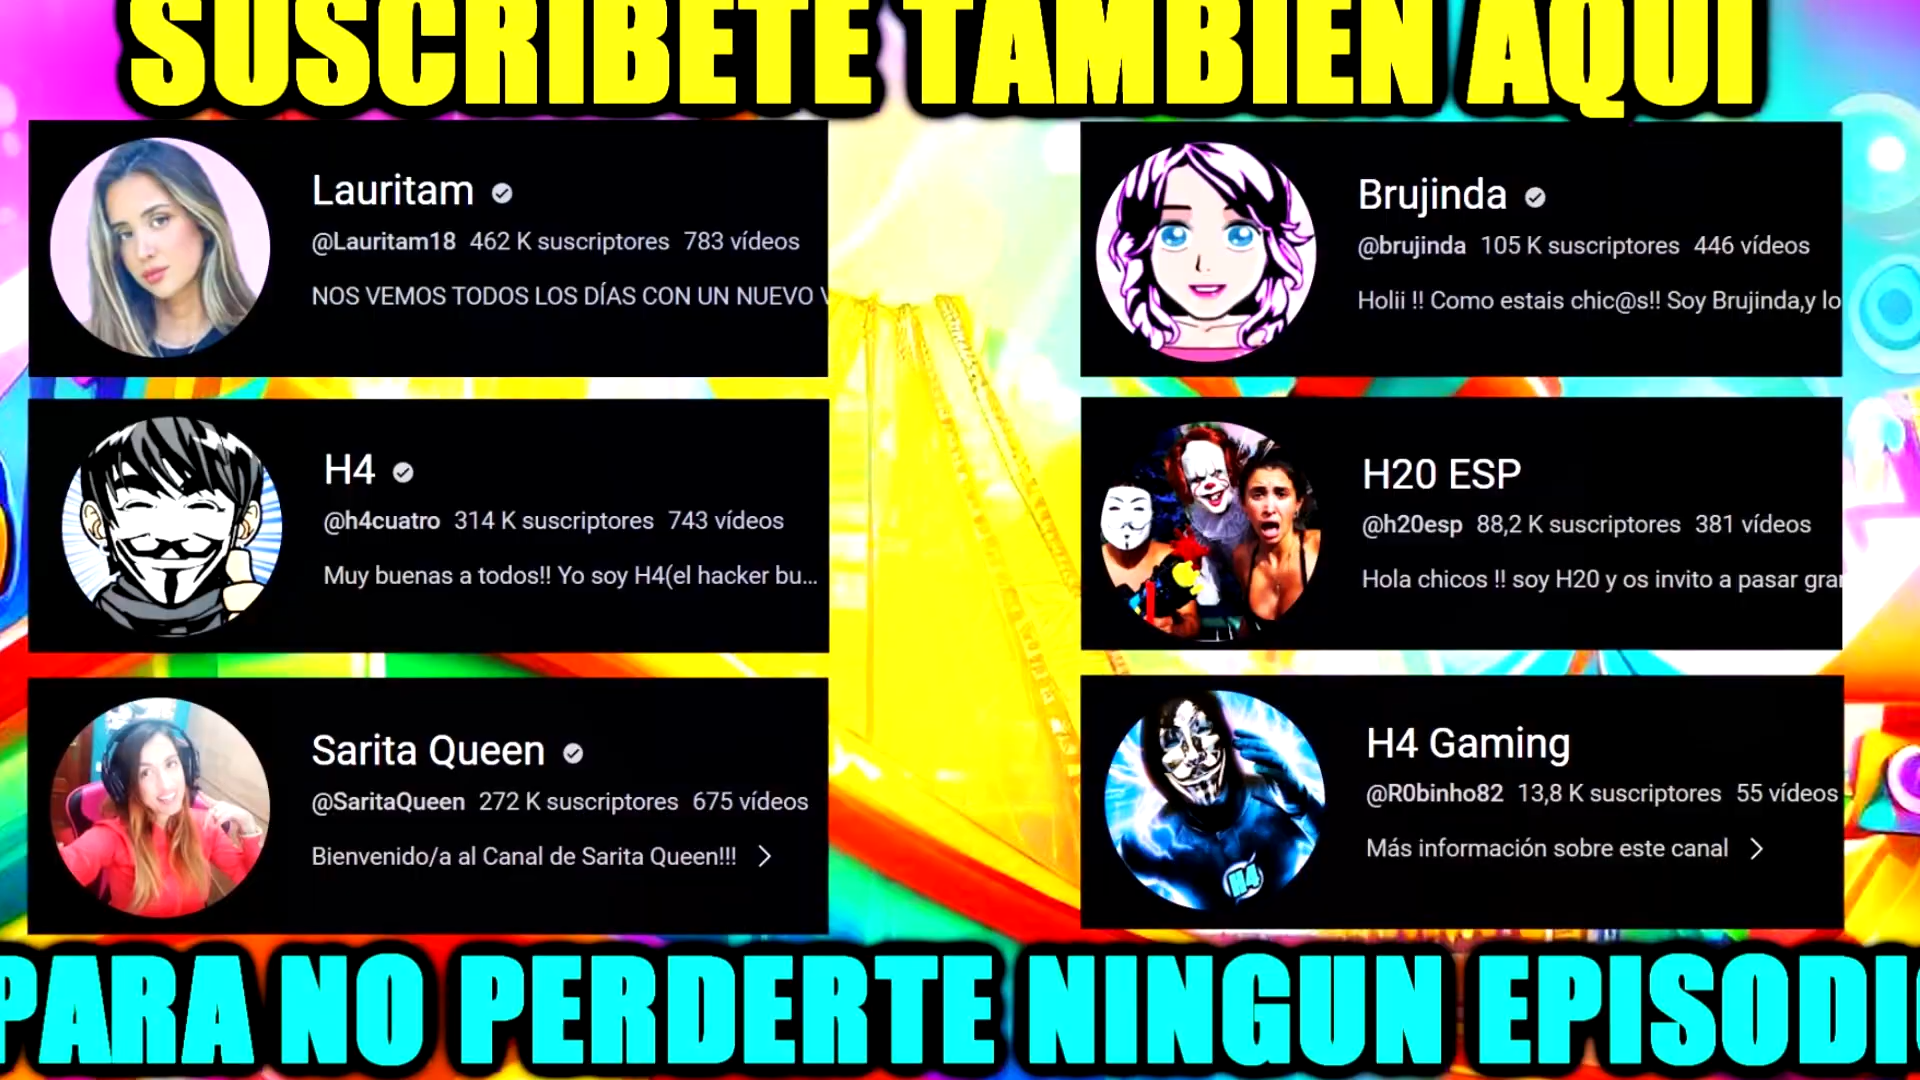 SUSCRIBETE TAMBIEN AQUI
Lauritam
@Lauritam18 462 K suscriptores 783 vídeos
NOS VEMOS TODOS LOS DÍAS CON UN NUEVO V
H4
@h4cuatro 314 K suscriptores 743 vídeos
Muy buenas a todos!! Yo soy H4(el hacker bu...
Sarita Queen
@SaritaQueen 272 K suscriptores 675 vídeos
Bienvenido/a al Canal de Sarita Queen!!!
Brujinda
@brujinda 105 K suscriptores 446 vídeos
Holii !! Como estais chic@s!! Soy Brujinda,y lo
H20 ESP
@h20esp 88,2 K suscriptores 381 vídeos
Hola chicos !! soy H20 y os invito a pasar gran
H4 Gaming
@R0binho82 13,8 K suscriptores 55 vídeos
Más información sobre este canal
H4
PARA NO PERDERTE NINGUN EPISODIO